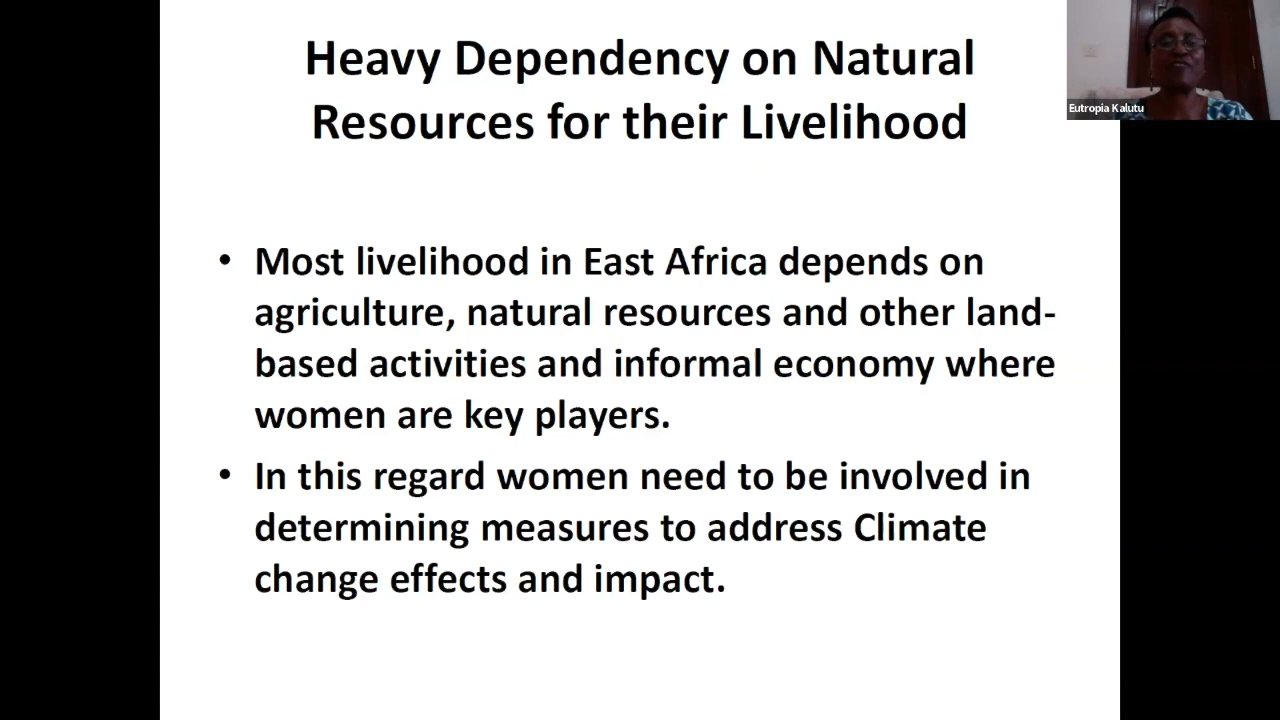 Heavy Dependency on Natural
Resources for their Livelihood
Eutropia Kalutu
• Most livelihood in East Africa depends on
agriculture, natural resources and other land-
based activities and informal economy where
women are key players.
• In this regard women need to be involved in
determining measures to address Climate
change effects and impact.